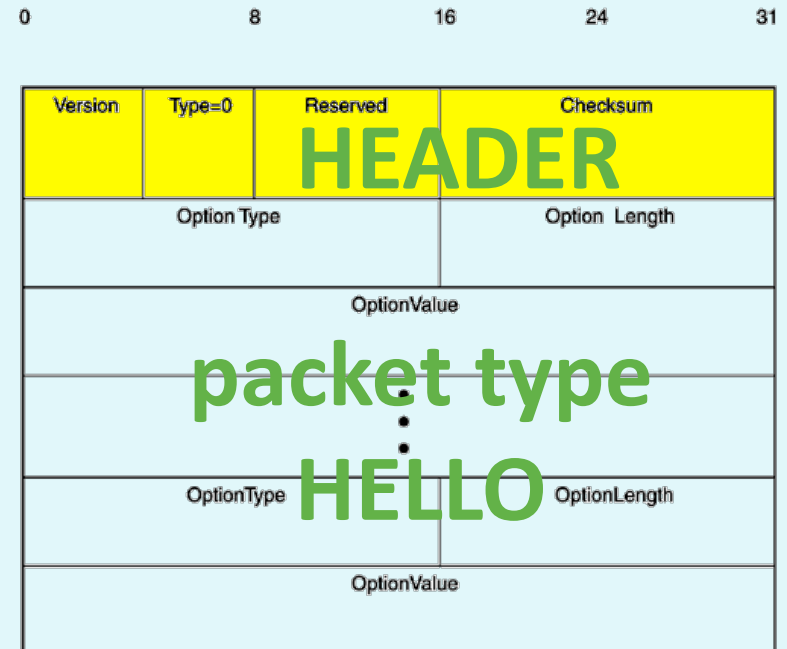 0 8 16 24 31
Version Type=0 Reserved Checksum
HEADER
Option Type Option Length
OptionValue
packet type
OptionType HELLO OptionLength
OptionValue